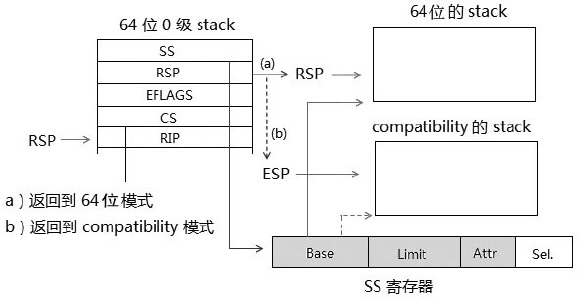 64 位 0 级 stack
64位 的 stack
SS
RSP
EFLAGS
CS
RIP
RSP
(a)
RSP
(b)
ESP
compatibility 的 stack
a ) 返回到 64 位 模式
b ) 返回到 compatibility 模式
Base
Limit
Attr
Sel.
SS 寄存器